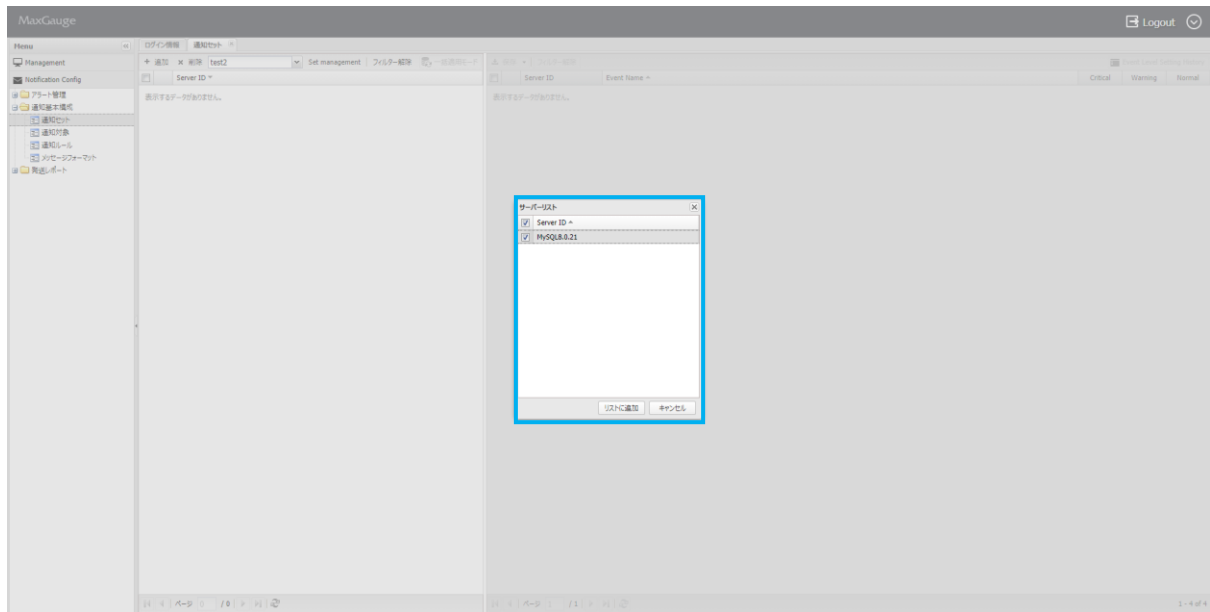 MaxGauge
Logout
Menu
ログイン情報 通知セット
Management
+ 追加 × 削除 test2 Set management フィルター解除
Notification Config
Server ID
Server ID Event Name Critical Warning Normal
アラート管理
表示するデータがありません。
表示するデータがありません。
通知基本構成
通知セット
通知対象
通知ルール
メッセージフォーマット
発送レポート
サーバーリスト
Server ID
MySQL8.0.21
リストに追加 キャンセル
ページ 0 / 0
ページ 1 / 1
1 - 4 of 4